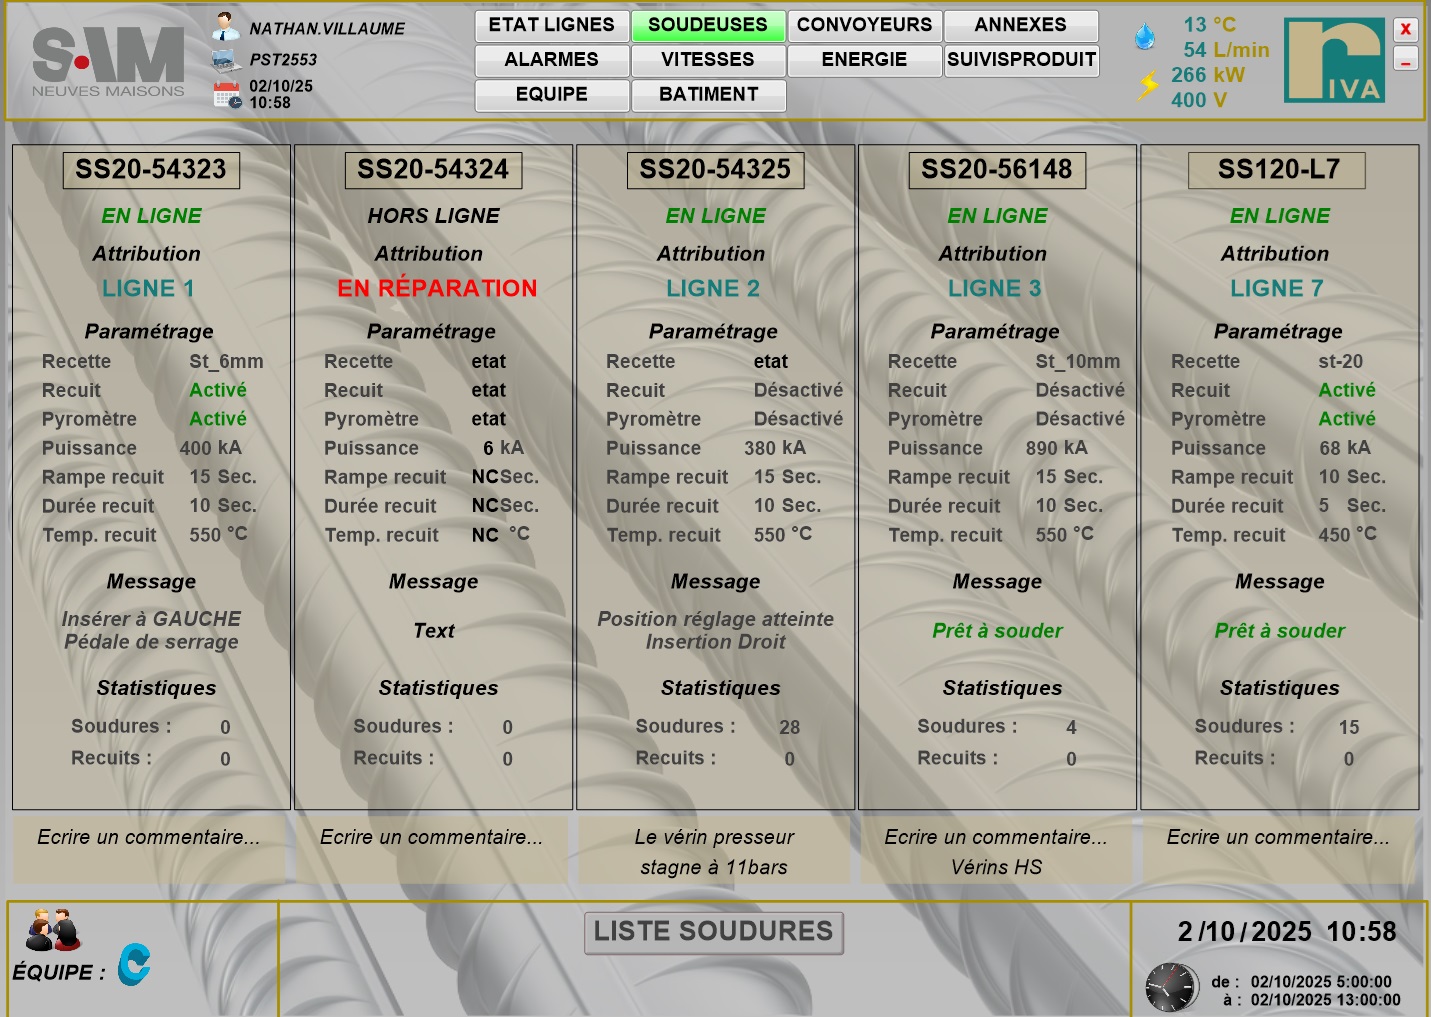 SAM
NEUVES MAISONS
NATHAN.VILLAUME
PST2553
02/10/25
10:58
ETAT LIGNES
SOUDEUSES
CONVOYEURS
ANNEXES
ALARMES
VITESSES
ENERGIE
SUIVISPRODUIT
EQUIPE
BATIMENT
13 °C
54 L/min
266 kW
400 V
rIVA
X
SS20-54323
EN LIGNE
Attribution
LIGNE 1
Paramétrage
Recette St_6mm
Recuit Activé
Pyromètre Activé
Puissance 400 kA
Rampe recuit 15 Sec.
Durée recuit 10 Sec.
Temp. recuit 550 °C
Message
Insérer à GAUCHE
Pédale de serrage
Statistiques
Soudures : 0
Recuits : 0
Ecrire un commentaire...
SS20-54324
HORS LIGNE
Attribution
EN RÉPARATION
Paramétrage
Recette etat
Recuit etat
Pyromètre etat
Puissance 6 kA
Rampe recuit NC Sec.
Durée recuit NC Sec.
Temp. recuit NC °C
Message
Text
Statistiques
Soudures : 0
Recuits : 0
Ecrire un commentaire...
SS20-54325
EN LIGNE
Attribution
LIGNE 2
Paramétrage
Recette etat
Recuit Désactivé
Pyromètre Désactivé
Puissance 380 kA
Rampe recuit 15 Sec.
Durée recuit 10 Sec.
Temp. recuit 550 °C
Message
Position réglage atteinte
Insertion Droit
Statistiques
Soudures : 28
Recuits : 0
Le vérin presseur
stagne à 11bars
SS20-56148
EN LIGNE
Attribution
LIGNE 3
Paramétrage
Recette St_10mm
Recuit Désactivé
Pyromètre Désactivé
Puissance 890 kA
Rampe recuit 15 Sec.
Durée recuit 10 Sec.
Temp. recuit 550 °C
Message
Prêt à souder
Statistiques
Soudures : 4
Recuits : 0
Ecrire un commentaire...
Vérins HS
SS120-L7
EN LIGNE
Attribution
LIGNE 7
Paramétrage
Recette st-20
Recuit Activé
Pyromètre Activé
Puissance 68 kA
Rampe recuit 10 Sec.
Durée recuit 5 Sec.
Temp. recuit 450 °C
Message
Prêt à souder
Statistiques
Soudures : 15
Recuits : 0
Ecrire un commentaire...
ÉQUIPE : C
LISTE SOUDURES
2/10/2025 10:58
de : 02/10/2025 5:00:00
à : 02/10/2025 13:00:00